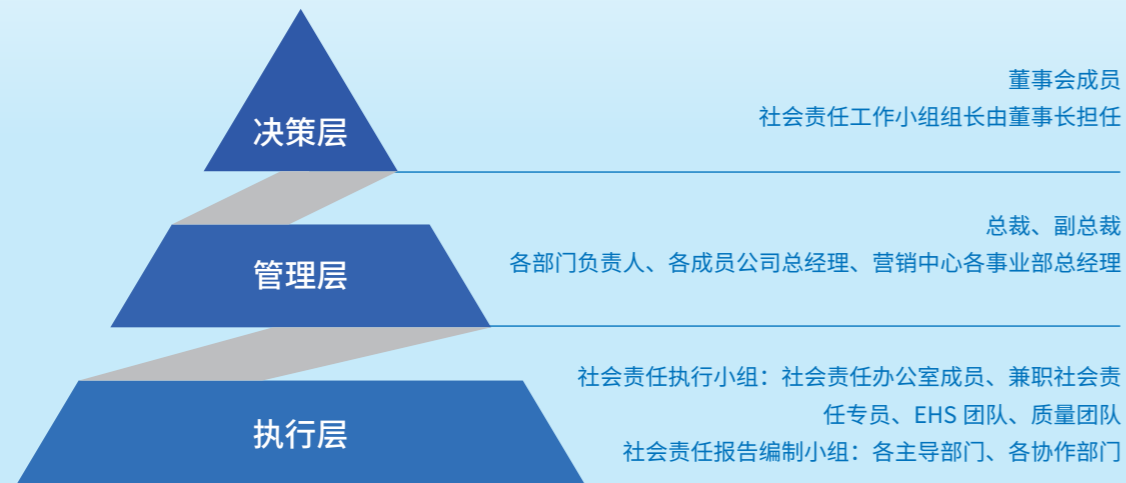 决策层
董事会成员
社会责任工作小组组长由董事长担任
管理层
总裁、副总裁
各部门负责人、各成员公司总经理、营销中心各事业部总经理
执行层
社会责任执行小组：社会责任办公室成员、兼职社会责
任专员、EHS 团队、质量团队
社会责任报告编制小组：各主导部门、各协作部门